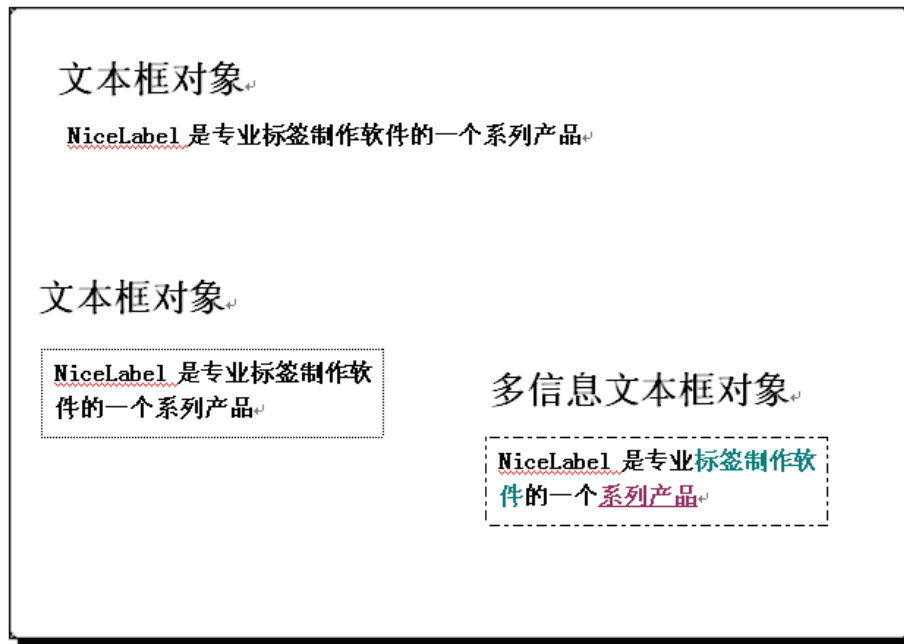 文本框对象
NiceLabel 是专业标签制作软件的一个系列产品
文本框对象
NiceLabel 是专业标签制作软
件的一个系列产品
多信息文本框对象
NiceLabel 是专业标签制作软
件的一个系列产品